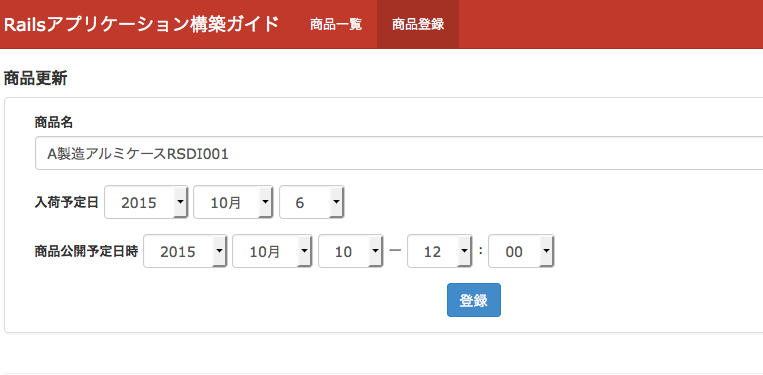 Railsアプリケーション構築ガイド 商品一覧 商品登録
商品更新
商品名
A製造アルミケースRSDI001
入荷予定日 2015 10月 6
商品公開予定日時 2015 10月 10 — 12 : 00
登録